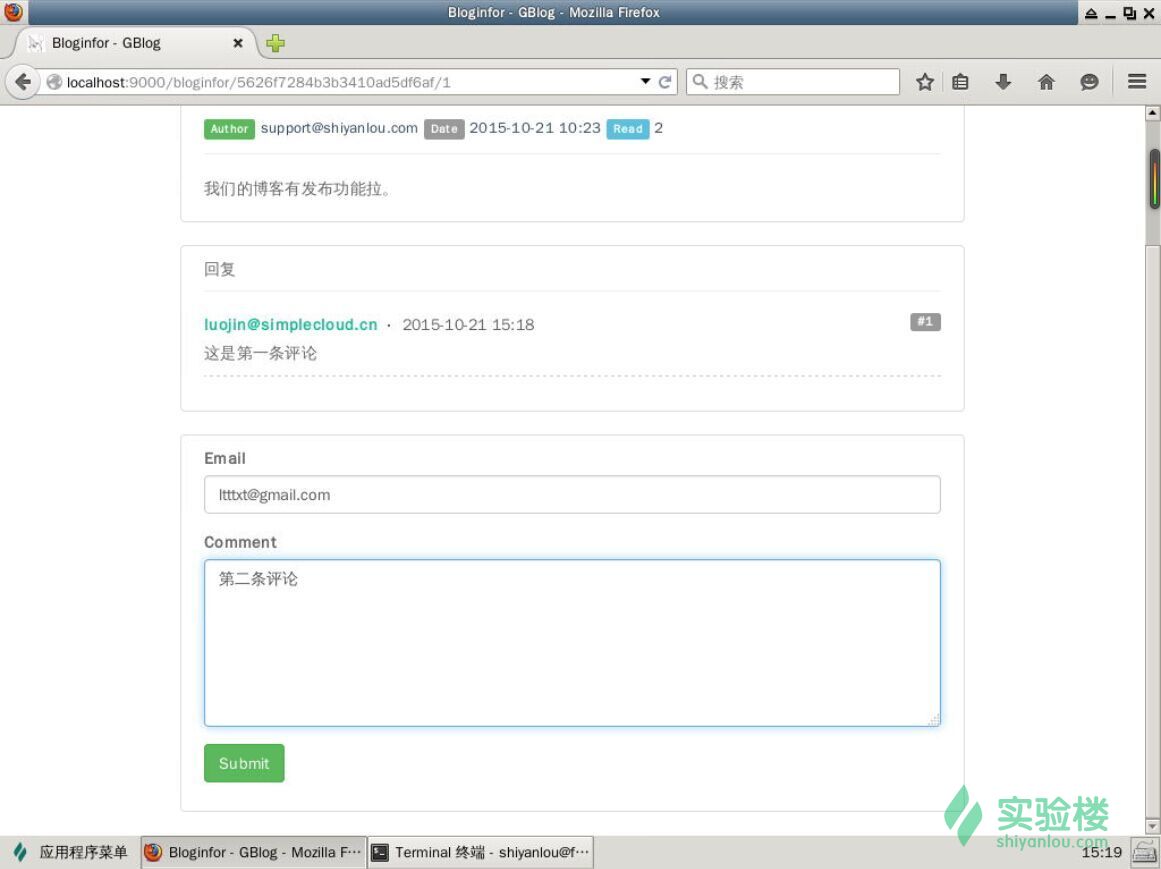 Bloginfor - GBlog - Mozilla Firefox
Bloginfor - GBlog
localhost:9000/bloginfor/5626f7284b3b3410ad5df6af/1
搜索
Author support@shiyanlou.com Date 2015-10-21 10:23 Read 2
我们的博客有发布功能拉。
回复
luojin@simplecloud.cn · 2015-10-21 15:18 #1
这是第一条评论
Email
ltttxt@gmail.com
Comment
第二条评论
Submit
实验楼
shiyanlou.com
应用程序菜单 Bloginfor - GBlog - Mozilla F… Terminal 终端 - shiyanlou@f… 15:19